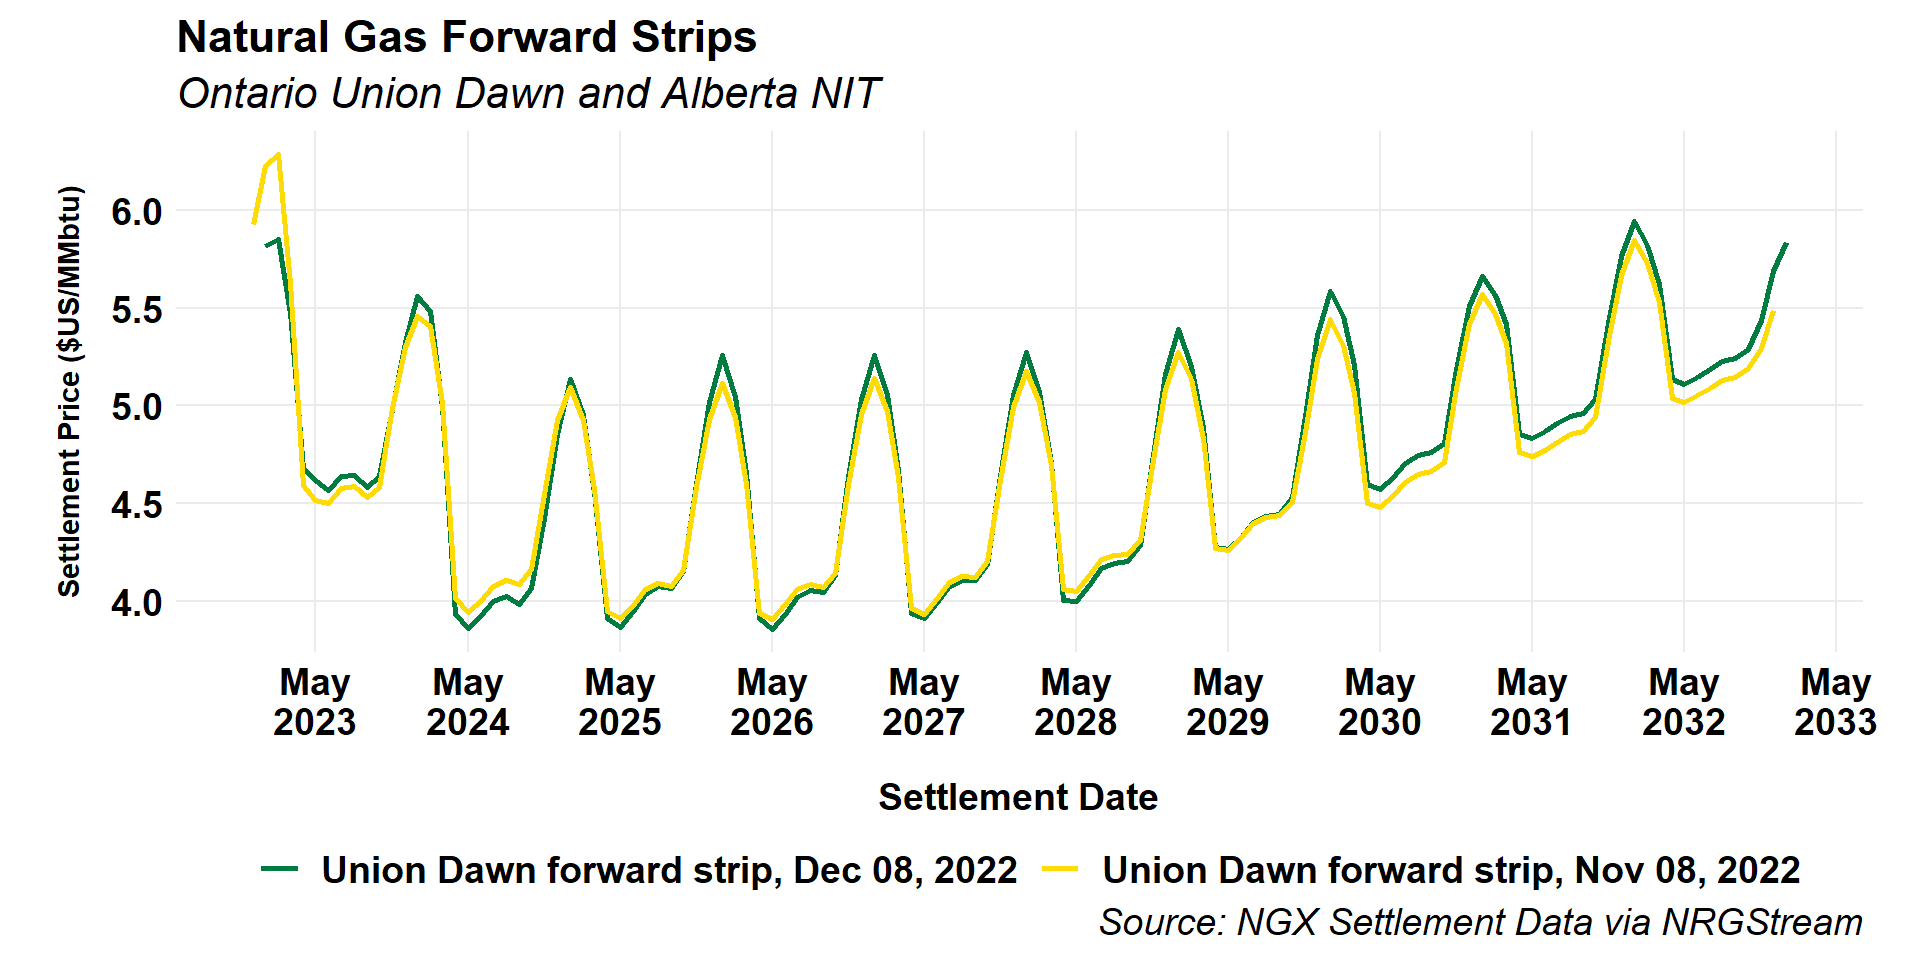 Natural Gas Forward Strips
Ontario Union Dawn and Alberta NIT
Settlement Price ($US/MMbtu)
6.0
5.5
5.0
4.5
4.0
May 2023
May 2024
May 2025
May 2026
May 2027
May 2028
May 2029
May 2030
May 2031
May 2032
May 2033
Settlement Date
Union Dawn forward strip, Dec 08, 2022
Union Dawn forward strip, Nov 08, 2022
Source: NGX Settlement Data via NRGStream